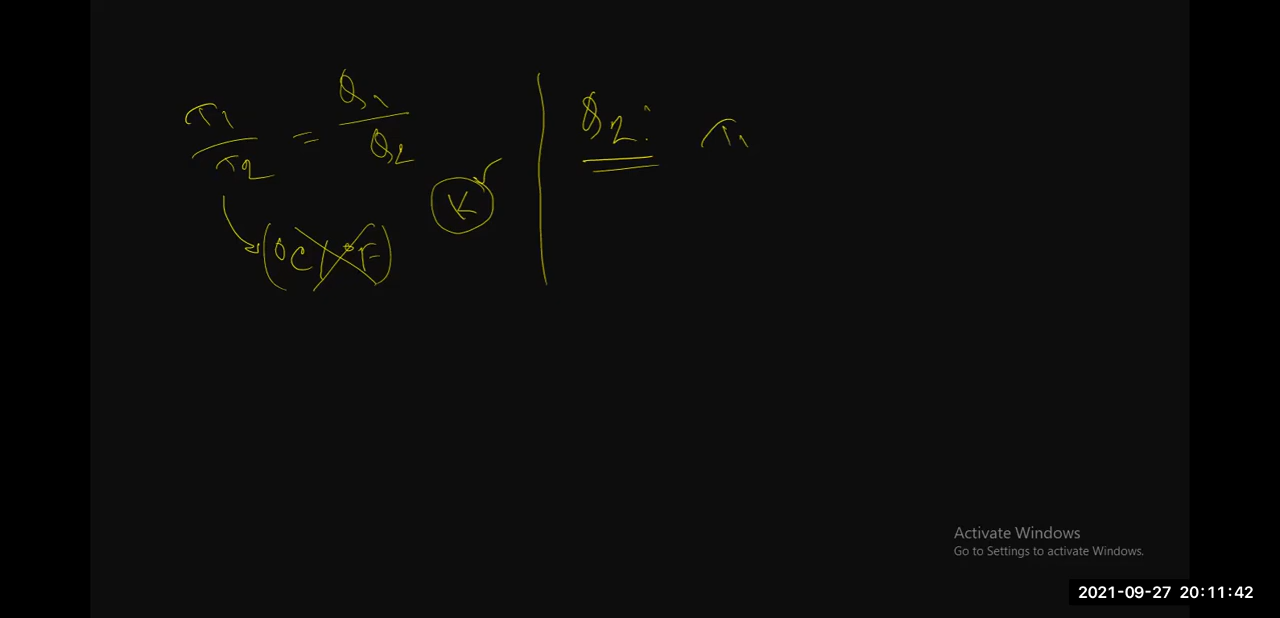 T1/T2 = Q1/Q2
K
(°C/°F)
Q2: T1
Activate Windows
Go to Settings to activate Windows.
2021-09-27 20:11:42